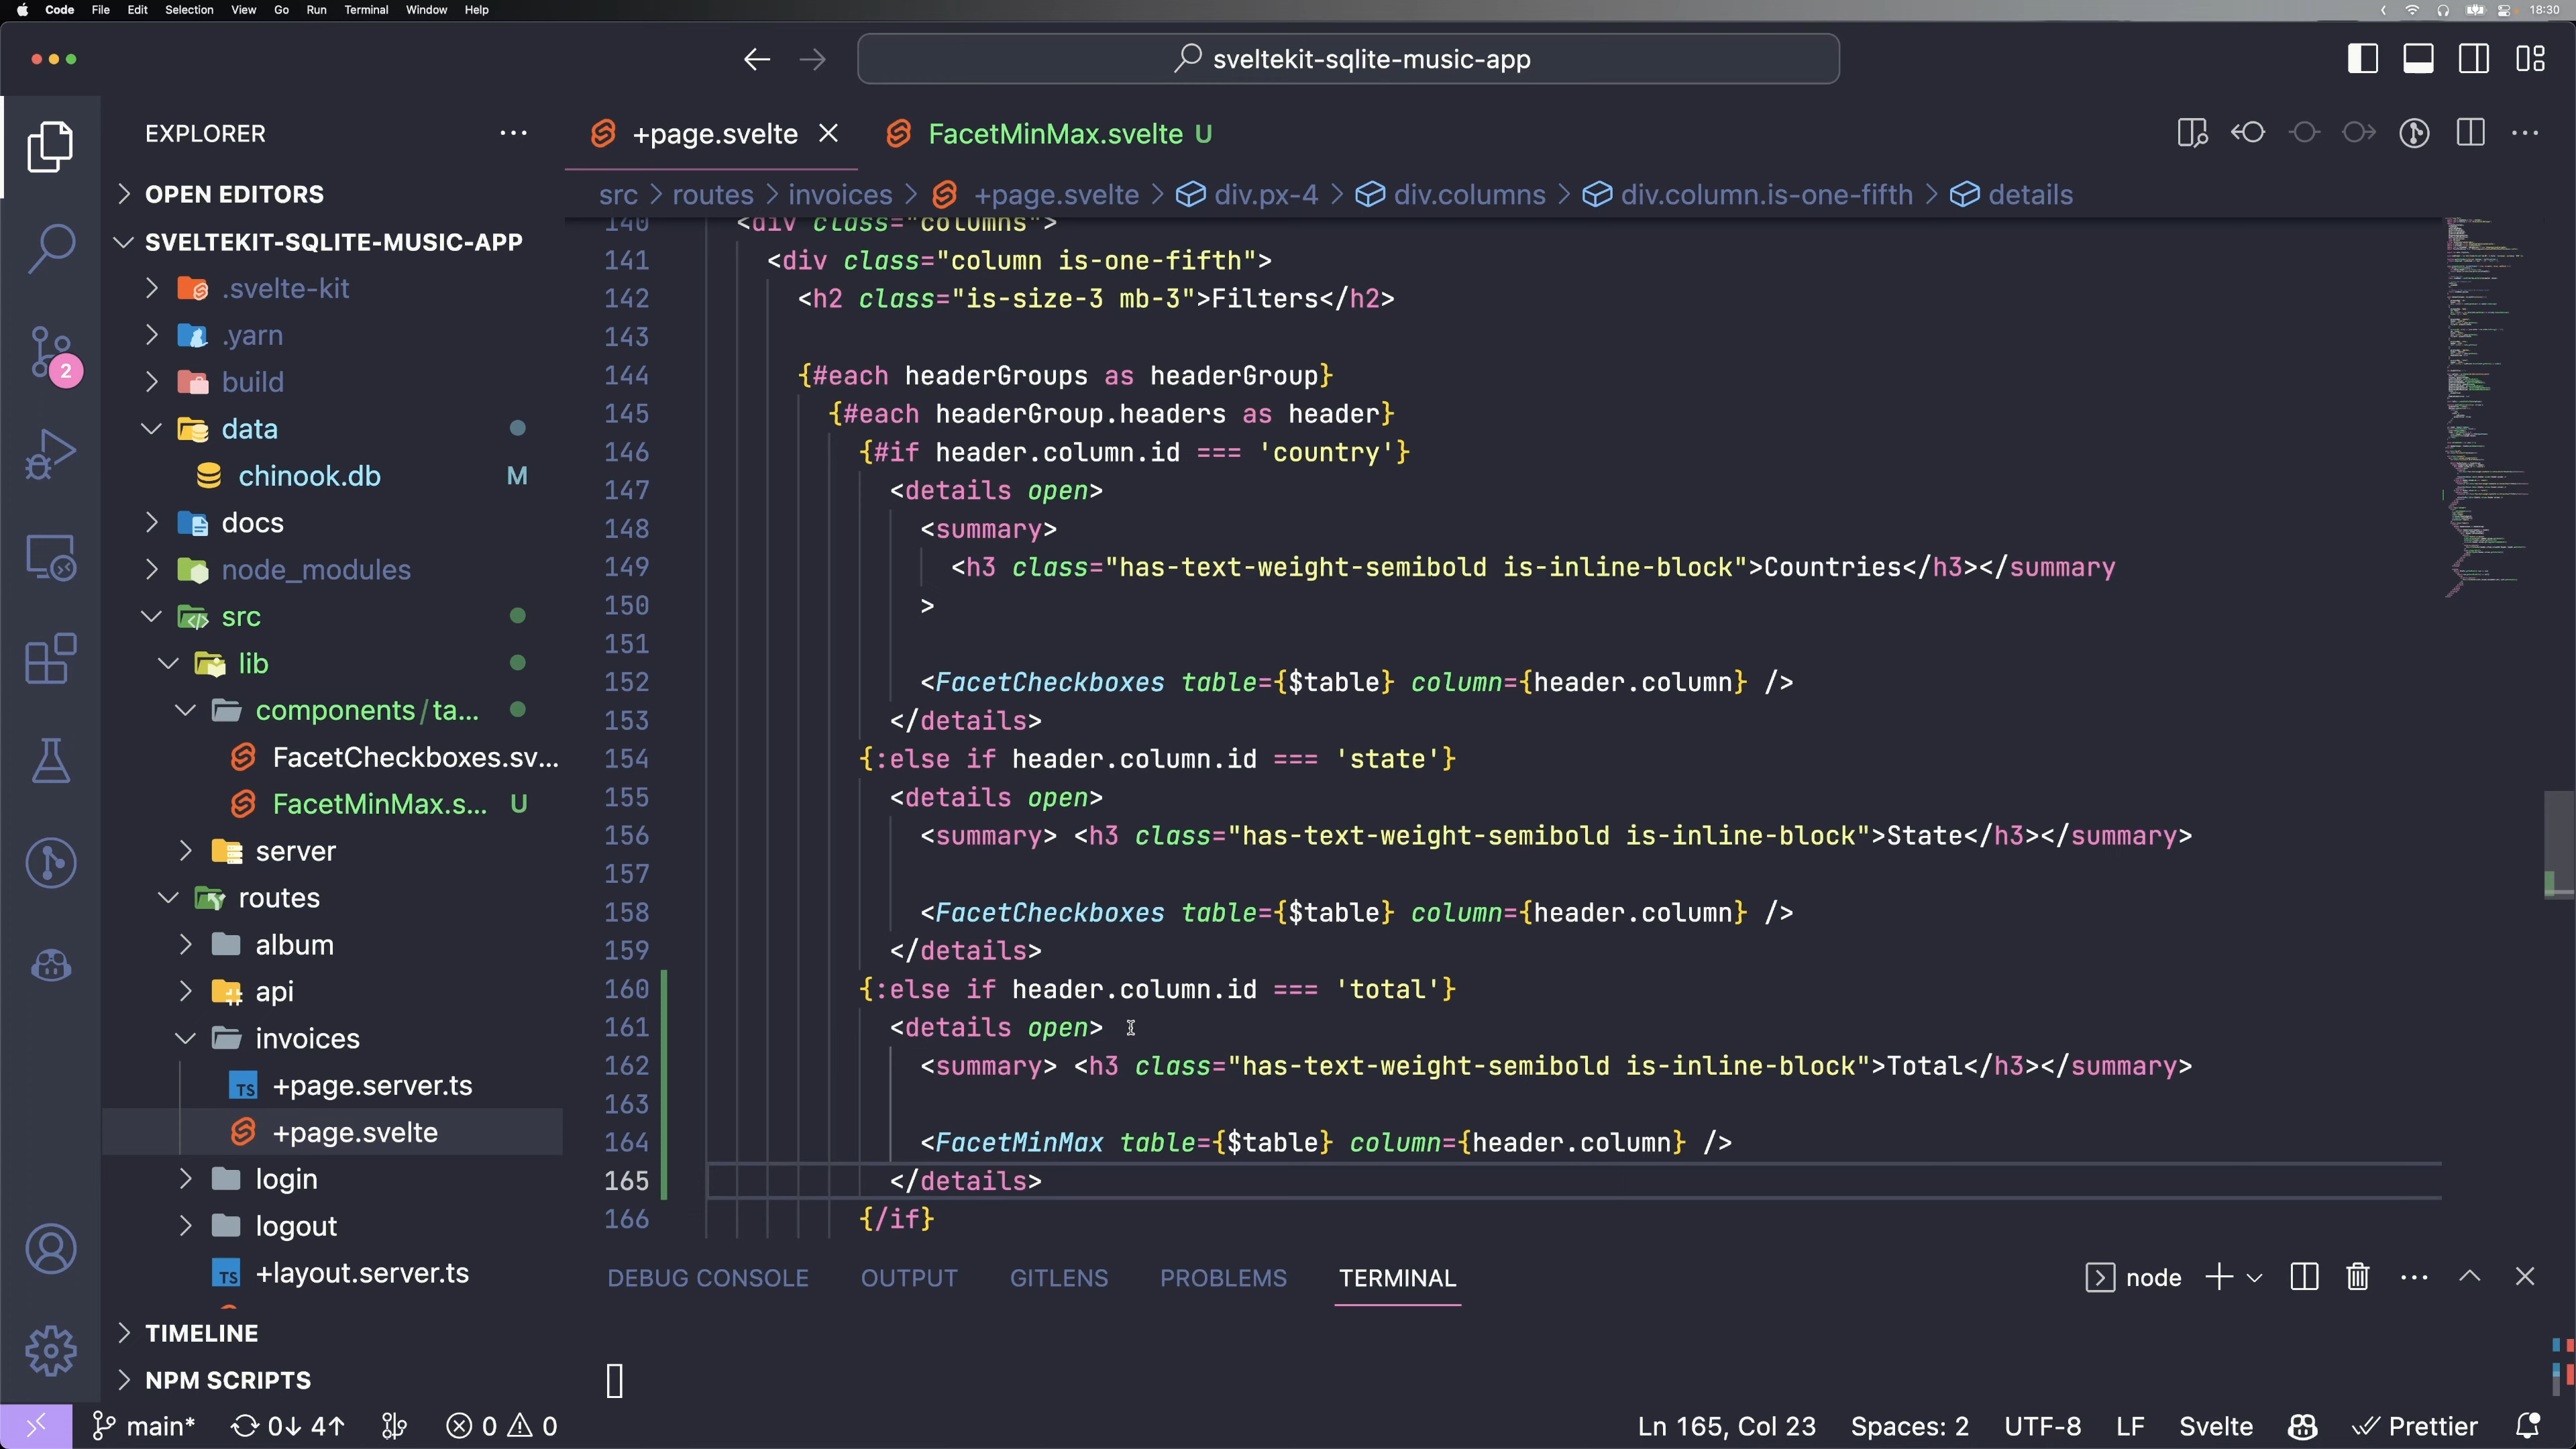 Code File Edit Selection View Go Run Terminal Window Help 18:30
sveltekit-sqlite-music-app
EXPLORER
OPEN EDITORS
SVELTEKIT-SQLITE-MUSIC-APP
.svelte-kit
.yarn
build
data
chinook.db M
docs
node_modules
src
lib
components/ta...
FacetCheckboxes.sv...
FacetMinMax.s... U
server
routes
album
api
invoices
TS +page.server.ts
+page.svelte
login
logout
TS +layout.server.ts
TIMELINE
NPM SCRIPTS
2
+page.svelte
FacetMinMax.svelte U
src > routes > invoices > +page.svelte > div.px-4 > div.columns > div.column.is-one-fifth > details
140 <div class="columns">
141 <div class="column is-one-fifth">
142 <h2 class="is-size-3 mb-3">Filters</h2>
143
144 {#each headerGroups as headerGroup}
145 {#each headerGroup.headers as header}
146 {#if header.column.id === 'country'}
147 <details open>
148 <summary>
149 <h3 class="has-text-weight-semibold is-inline-block">Countries</h3></summary
150 >
151
152 <FacetCheckboxes table={$table} column={header.column} />
153 </details>
154 {:else if header.column.id === 'state'}
155 <details open>
156 <summary> <h3 class="has-text-weight-semibold is-inline-block">State</h3></summary>
157
158 <FacetCheckboxes table={$table} column={header.column} />
159 </details>
160 {:else if header.column.id === 'total'}
161 <details open>
162 <summary> <h3 class="has-text-weight-semibold is-inline-block">Total</h3></summary>
163
164 <FacetMinMax table={$table} column={header.column} />
165 </details>
166 {/if}
DEBUG CONSOLE OUTPUT GITLENS PROBLEMS TERMINAL node
main* 0↓ 4↑ 0 0 Ln 165, Col 23 Spaces: 2 UTF-8 LF Svelte Prettier